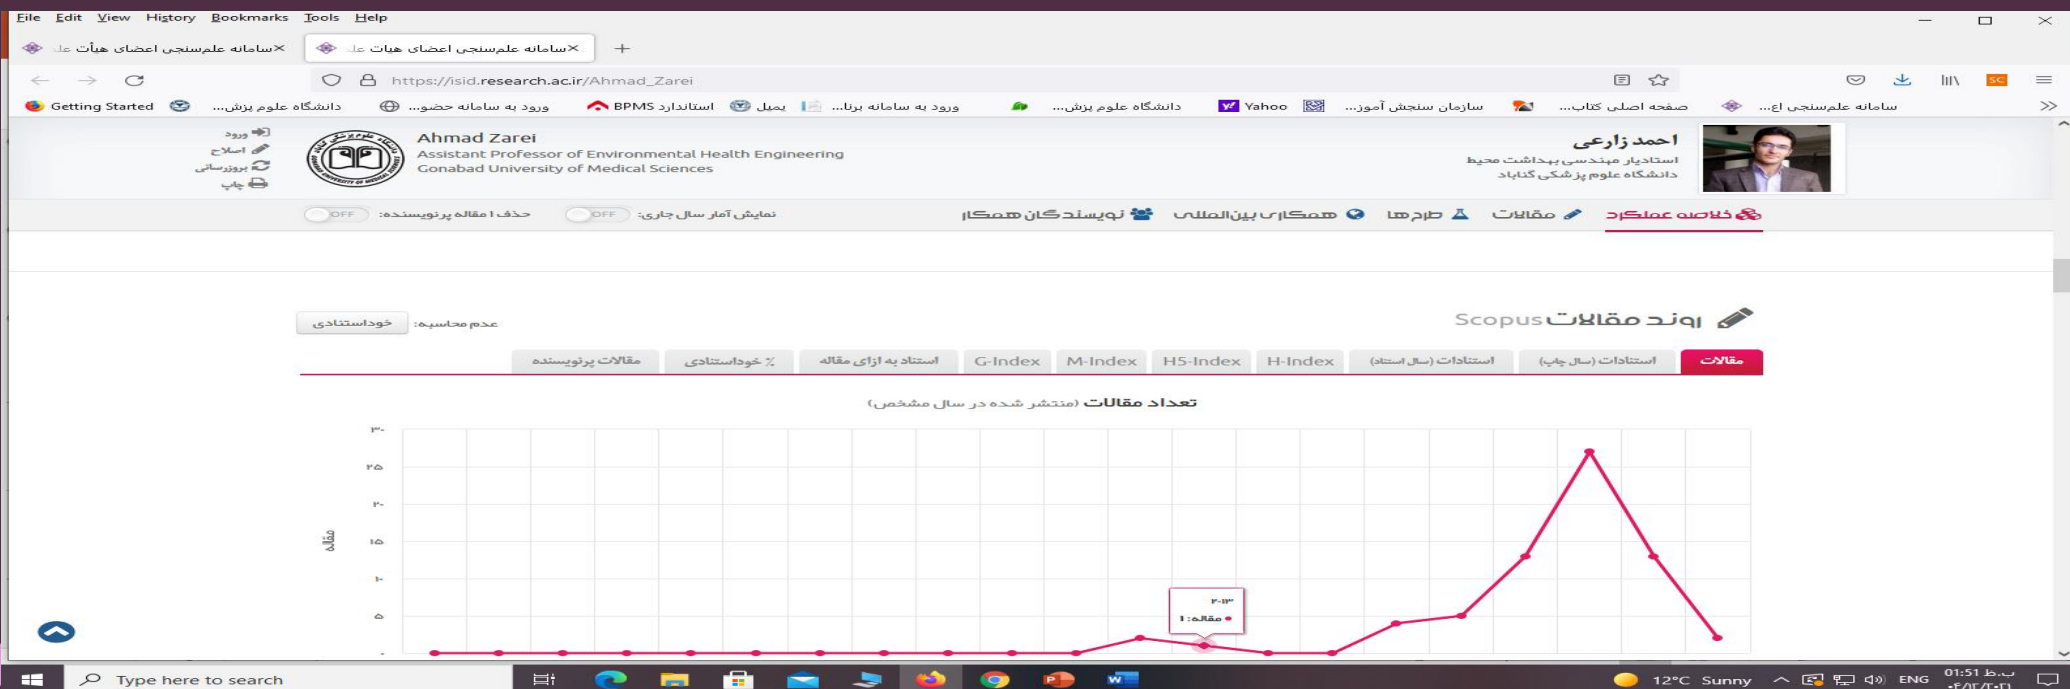 File Edit View History Bookmarks Tools Help
سامانه علم‌سنجی اعضای هیأت عل
سامانه علم‌سنجی اعضای هیات عل
https://isid.research.ac.ir/Ahmad_Zarei
Getting Started
دانشگاه علوم پزش...
ورود به سامانه حضو...
استاندارد BPMS
یمیل
ورود به سامانه برنا...
دانشگاه علوم پزش...
Yahoo
سازمان سنجش آموز...
صفحه اصلی کتاب...
سامانه علم‌سنجی اع...
ورود
اصلاح
بروزرسانی
چاپ
Ahmad Zarei
Assistant Professor of Environmental Health Engineering
Gonabad University of Medical Sciences
احمد زارعی
استادیار مهندسی بهداشت محیط
دانشگاه علوم پزشکی گناباد
خلاصه عملکرد مقالات طرح‌ها همکاری بین‌المللی نویسندگان همکار
نمایش آمار سال جاری: OFF
حذف ۱ مقاله پرنویسنده: OFF
روند مقالات Scopus
عدم محاسبه: خوداستنادی
مقالات
استنادات (سال چاپ)
استنادات (سال استناد)
H-Index
H5-Index
M-Index
G-Index
استناد به ازای مقاله
٪ خوداستنادی
مقالات پرنویسنده
تعداد مقالات (منتشر شده در سال مشخص)
۳۰
۲۵
۲۰
۱۵
۱۰
۵
۰
مقاله
۲۰۱۳
مقاله: ۱
Type here to search
12°C Sunny
ENG
01:51 ب.ظ